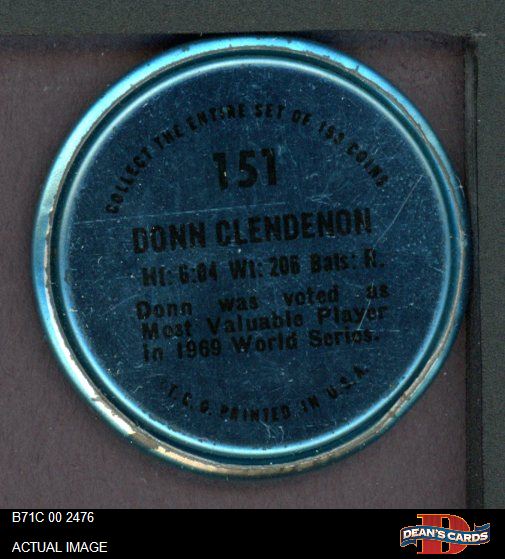 COLLECT THE ENTIRE SET OF 153 COINS
151
DONN CLENDENON
Ht: 6:04 Wt: 206 Bats: R.
Donn was voted as
Most Valuable Player
in 1969 World Series.
T.C.G. PRINTED IN U.S.A.
B71C 00 2476
ACTUAL IMAGE
D
DEAN'S CARDS